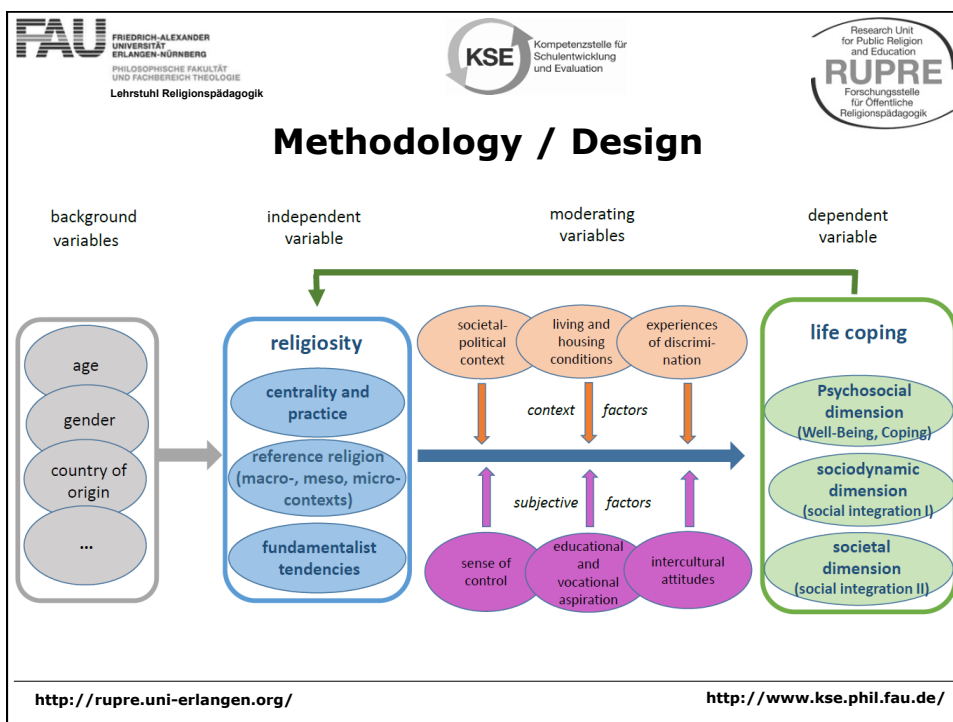 FAU
FRIEDRICH-ALEXANDER
UNIVERSITÄT
ERLANGEN-NÜRNBERG
PHILOSOPHISCHE FAKULTÄT
UND FACHBEREICH THEOLOGIE
Lehrstuhl Religionspädagogik
KSE
Kompetenzstelle für
Schulentwicklung
und Evaluation
Research Unit
for Public Religion
and Education
RUPRE
Forschungsstelle
für Öffentliche
Religionspädagogik
Methodology / Design
background
variables
independent
variable
moderating
variables
dependent
variable
age
gender
country of
origin
...
religiosity
centrality and
practice
reference religion
(macro-, meso, micro-
contexts)
fundamentalist
tendencies
societal-
political
context
living and
housing
conditions
experiences
of discrimi-
nation
context factors
subjective factors
sense of
control
educational
and
vocational
aspiration
intercultural
attitudes
life coping
Psychosocial
dimension
(Well-Being, Coping)
sociodynamic
dimension
(social integration I)
societal
dimension
(social integration II)
http://rupre.uni-erlangen.org/
http://www.kse.phil.fau.de/